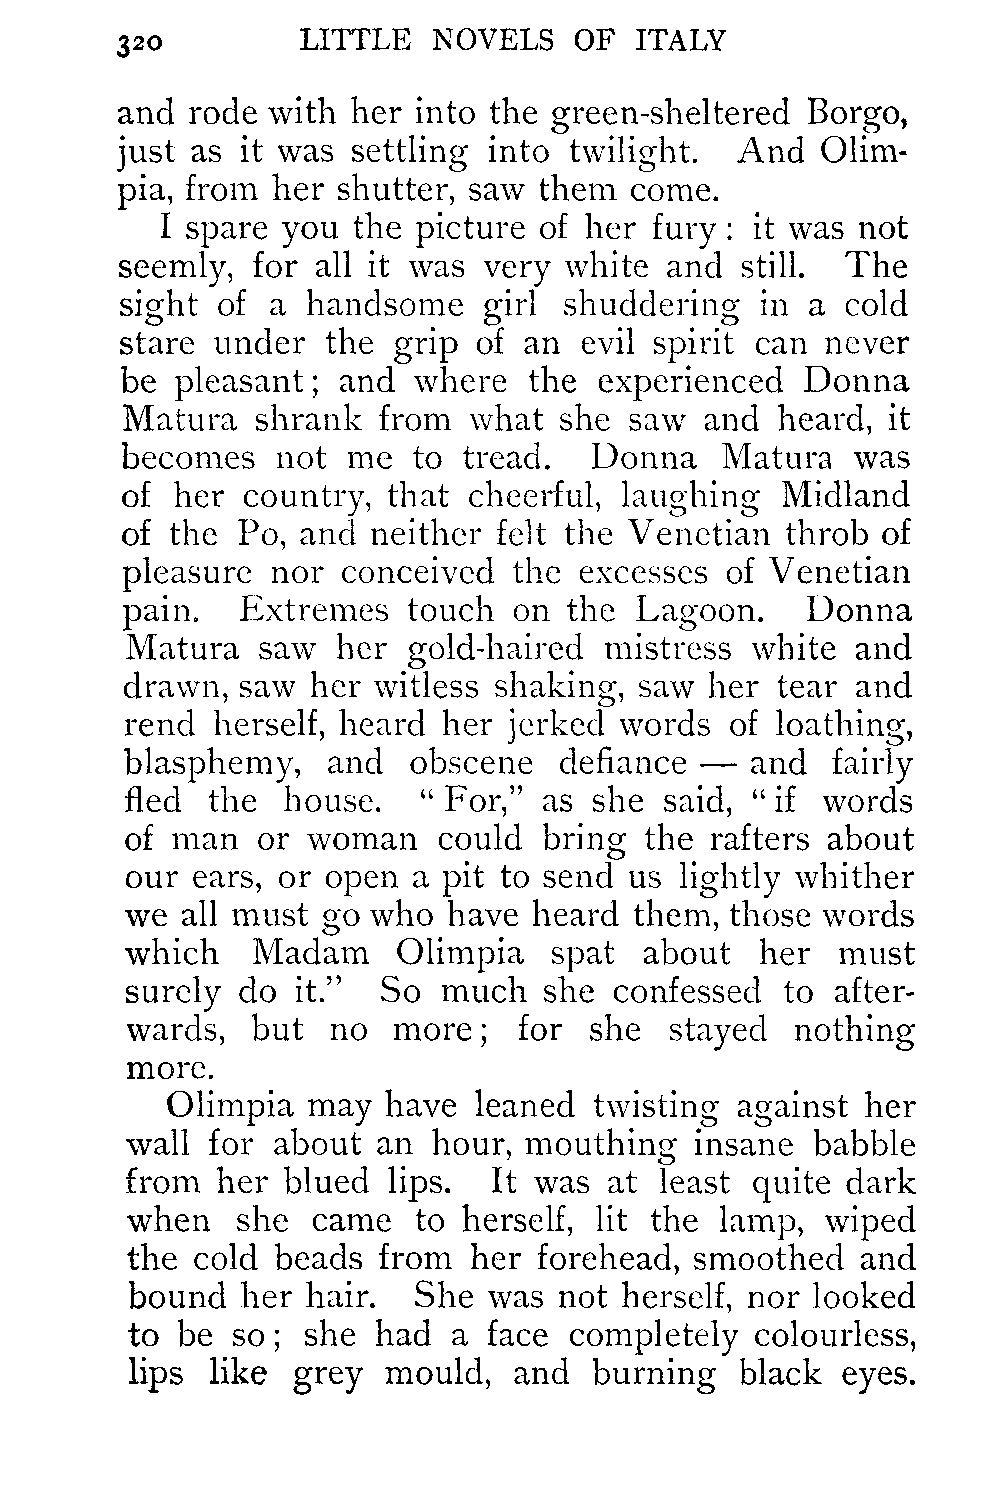 320 LITTLE NOVELS OF ITALY
and rode with her into the green-sheltered Borgo,
just as it was settling into twilight. And Olim-
pia, from her shutter, saw them come.
I spare you the picture of her fury: it was not
seemly, for all it was very white and still. The
sight of a handsome girl shuddering in a cold
stare under the grip of an evil spirit can never
be pleasant; and where the experienced Donna
Matura shrank from what she saw and heard, it
becomes not me to tread. Donna Matura was
of her country, that cheerful, laughing Midland
of the Po, and neither felt the Venetian throb of
pleasure nor conceived the excesses of Venetian
pain. Extremes touch on the Lagoon. Donna
Matura saw her gold-haired mistress white and
drawn, saw her witless shaking, saw her tear and
rend herself, heard her jerked words of loathing,
blasphemy, and obscene defiance — and fairly
fled the house. "For," as she said, "if words
of man or woman could bring the rafters about
our ears, or open a pit to send us lightly whither
we all must go who have heard them, those words
which Madam Olimpia spat about her must
surely do it." So much she confessed to after-
wards, but no more; for she stayed nothing
more.
Olimpia may have leaned twisting against her
wall for about an hour, mouthing insane babble
from her blued lips. It was at least quite dark
when she came to herself, lit the lamp, wiped
the cold beads from her forehead, smoothed and
bound her hair. She was not herself, nor looked
to be so; she had a face completely colourless,
lips like grey mould, and burning black eyes.